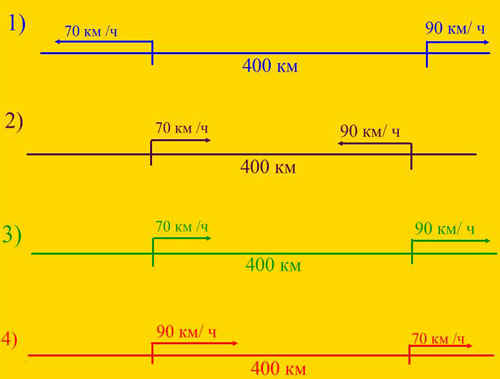 1) 70 км /ч 90 км/ ч
400 км
2) 70 км /ч 90 км/ ч
400 км
3) 70 км /ч 90 км/ ч
400 км
4) 90 км/ ч 70 км /ч
400 км